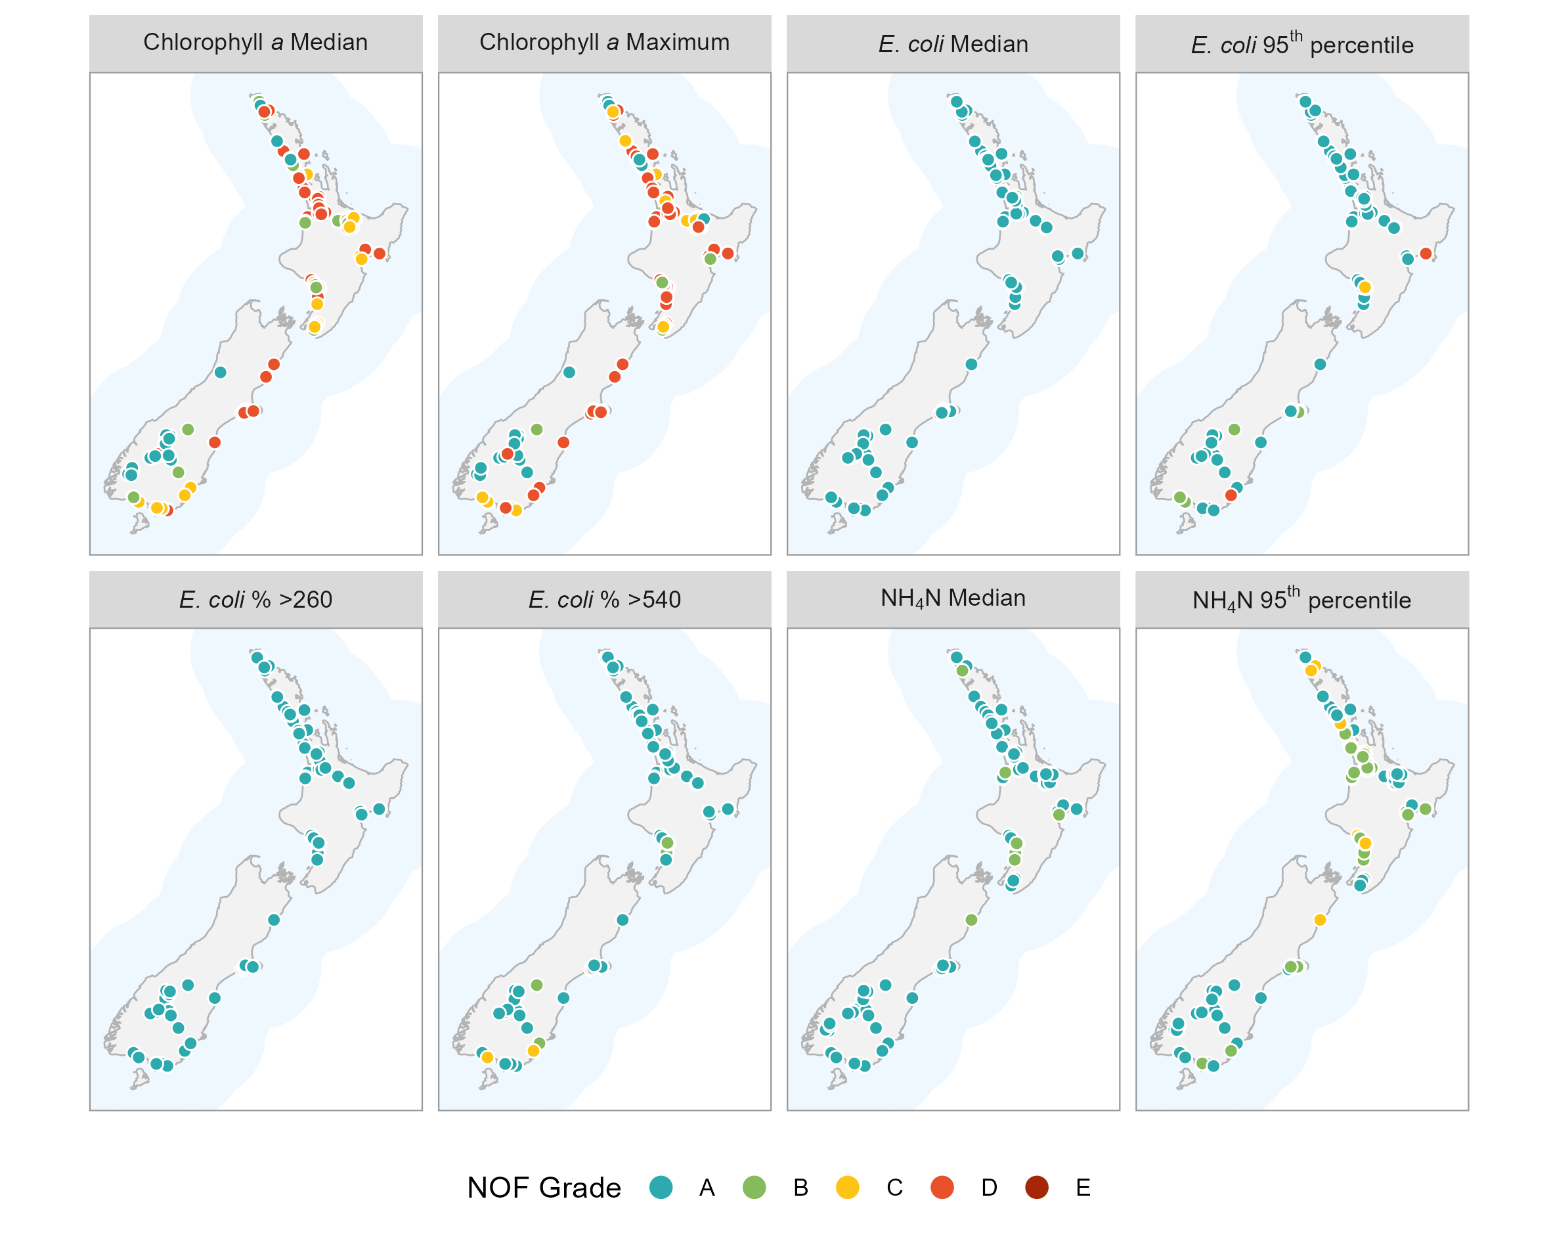 Chlorophyll a Median
Chlorophyll a Maximum
E. coli Median
E. coli 95th percentile
E. coli % >260
E. coli % >540
NH4N Median
NH4N 95th percentile
NOF Grade A B C D E